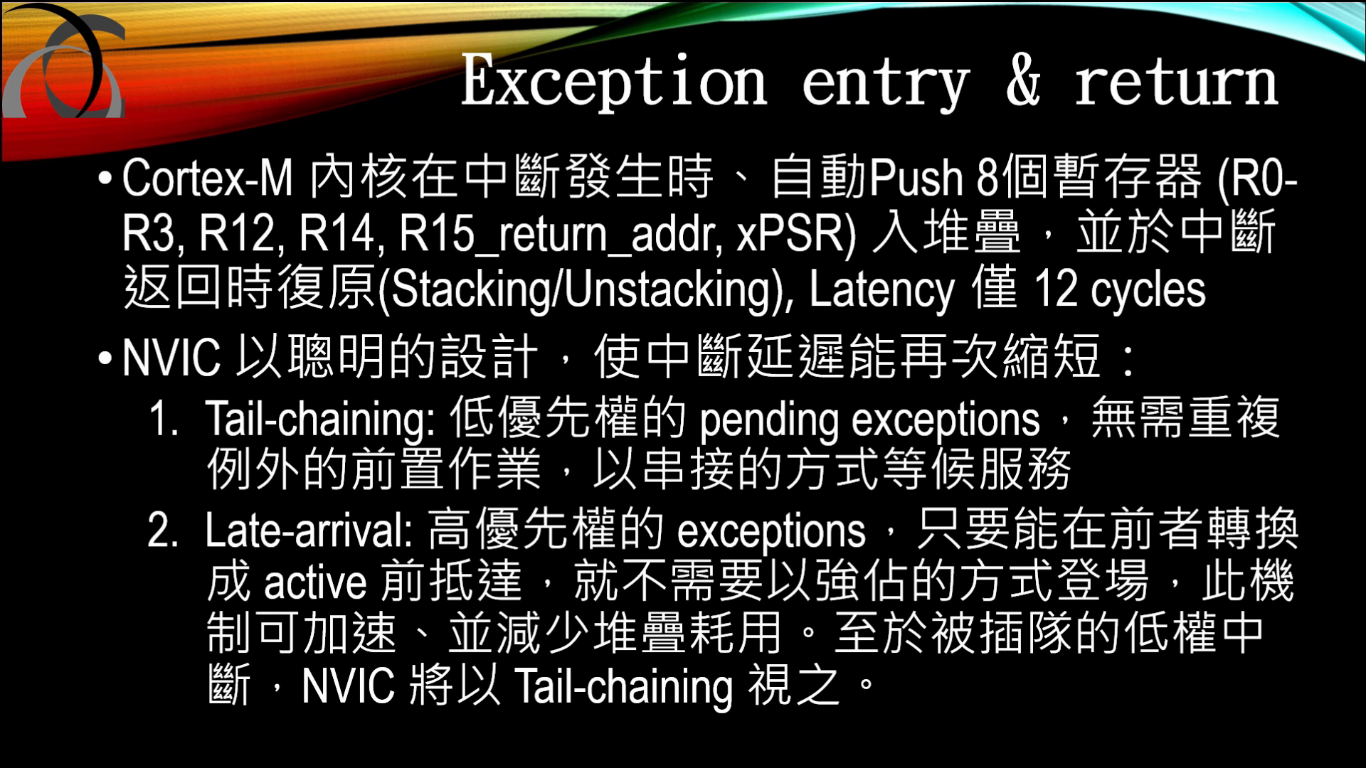 Exception entry & return
•Cortex-M 內核在中斷發生時、自動Push 8個暫存器 (R0-
R3, R12, R14, R15_return_addr, xPSR) 入堆疊，並於中斷
返回時復原(Stacking/Unstacking), Latency 僅 12 cycles
•NVIC 以聰明的設計，使中斷延遲能再次縮短：
1. Tail-chaining: 低優先權的 pending exceptions，無需重複
例外的前置作業，以串接的方式等候服務
2. Late-arrival: 高優先權的 exceptions，只要能在前者轉換
成 active 前抵達，就不需要以強佔的方式登場，此機
制可加速、並減少堆疊耗用。至於被插隊的低權中
斷，NVIC 將以 Tail-chaining 視之。